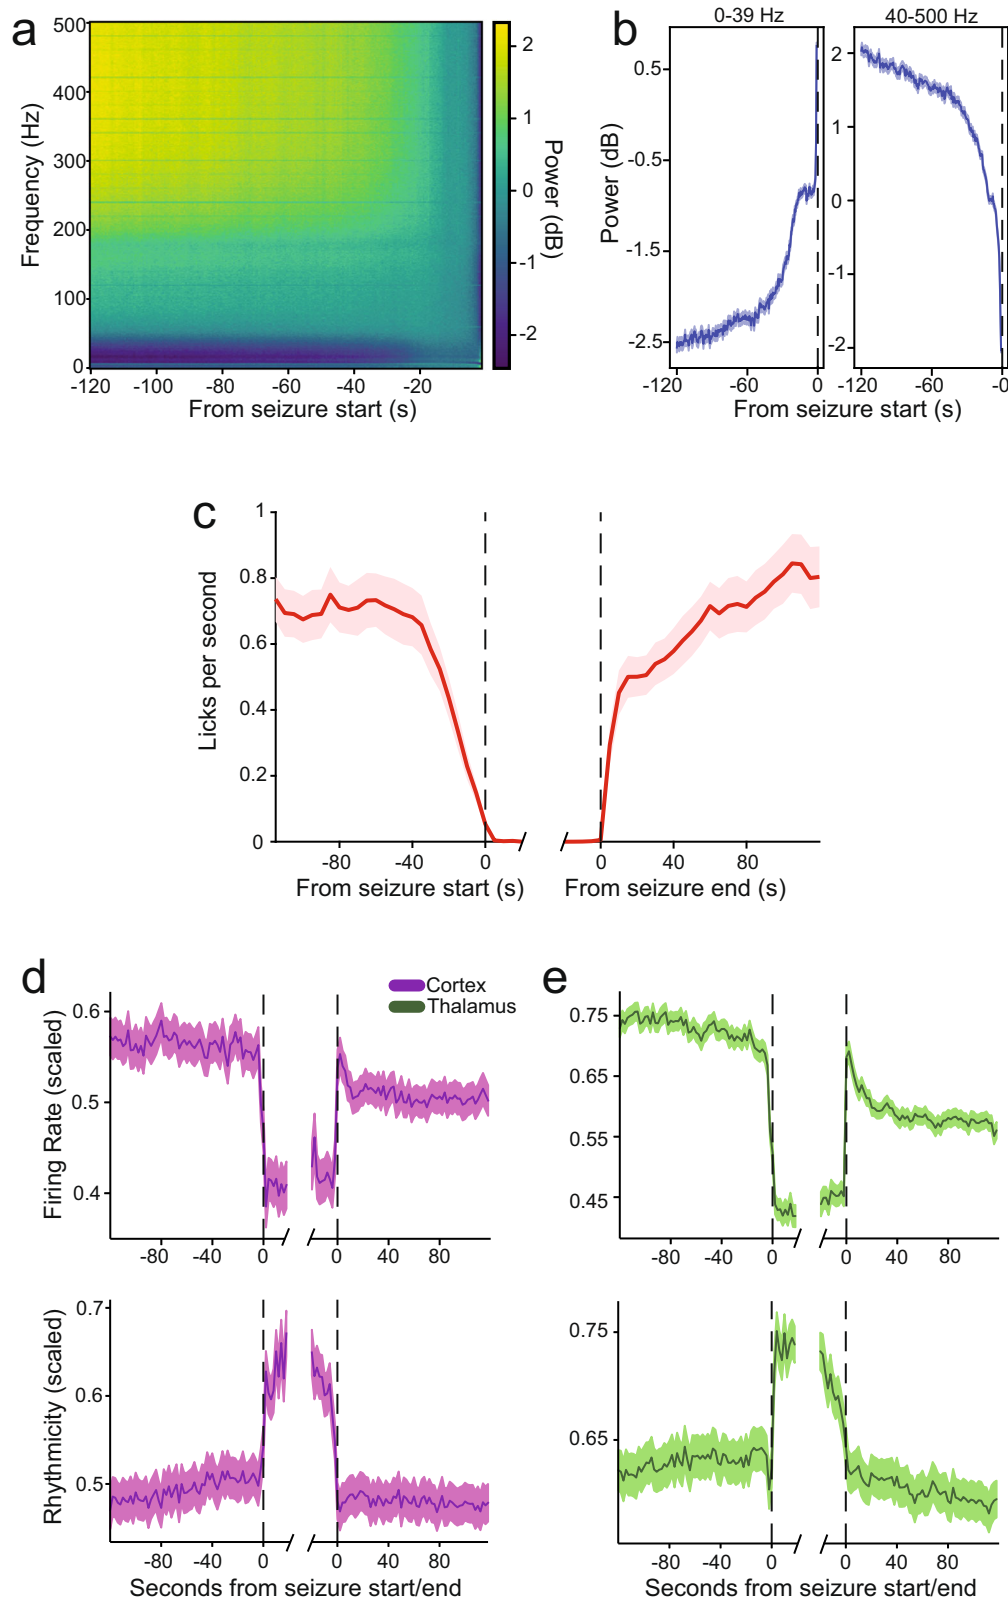 a
500
400
300
200
100
0
Frequency (Hz)
-120 -100 -80 -60 -40 -20
From seizure start (s)
2
1
0
-1
-2
Power (dB)
b
0-39 Hz
40-500 Hz
0.5
-0.5
-1.5
-2.5
Power (dB)
2
1
0
-1
-2
-120 -60 0
-120 -60 -0
From seizure start (s)
c
1
0.8
0.6
0.4
0.2
0
Licks per second
-80 -40 0
0 40 80
From seizure start (s)
From seizure end (s)
d
Cortex
Thalamus
0.6
0.5
0.4
Firing Rate (scaled)
-80 -40 0 0 40 80
0.7
0.6
0.5
Rhythmicity (scaled)
-80 -40 0 0 40 80
Seconds from seizure start/end
e
0.75
0.65
0.55
0.45
-80 -40 0 0 40 80
0.75
0.65
-80 -40 0 0 40 80
Seconds from seizure start/end